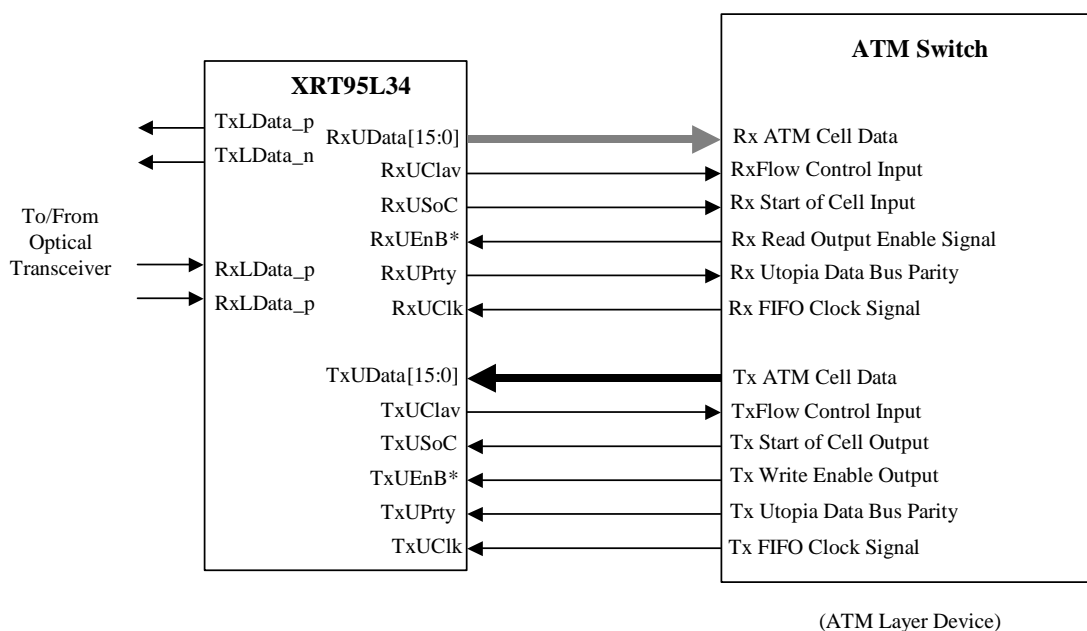 ATM Switch
XRT95L34
TxLData_p
TxLData_n
To/From
Optical
Transceiver
RxLData_p
RxLData_p
RxUData[15:0]
RxUClav
RxUSoC
RxUEnB*
RxUPrty
RxUClk
TxUData[15:0]
TxUClav
TxUSoC
TxUEnB*
TxUPrty
TxUClk
Rx ATM Cell Data
RxFlow Control Input
Rx Start of Cell Input
Rx Read Output Enable Signal
Rx Utopia Data Bus Parity
Rx FIFO Clock Signal
Tx ATM Cell Data
TxFlow Control Input
Tx Start of Cell Output
Tx Write Enable Output
Tx Utopia Data Bus Parity
Tx FIFO Clock Signal
(ATM Layer Device)